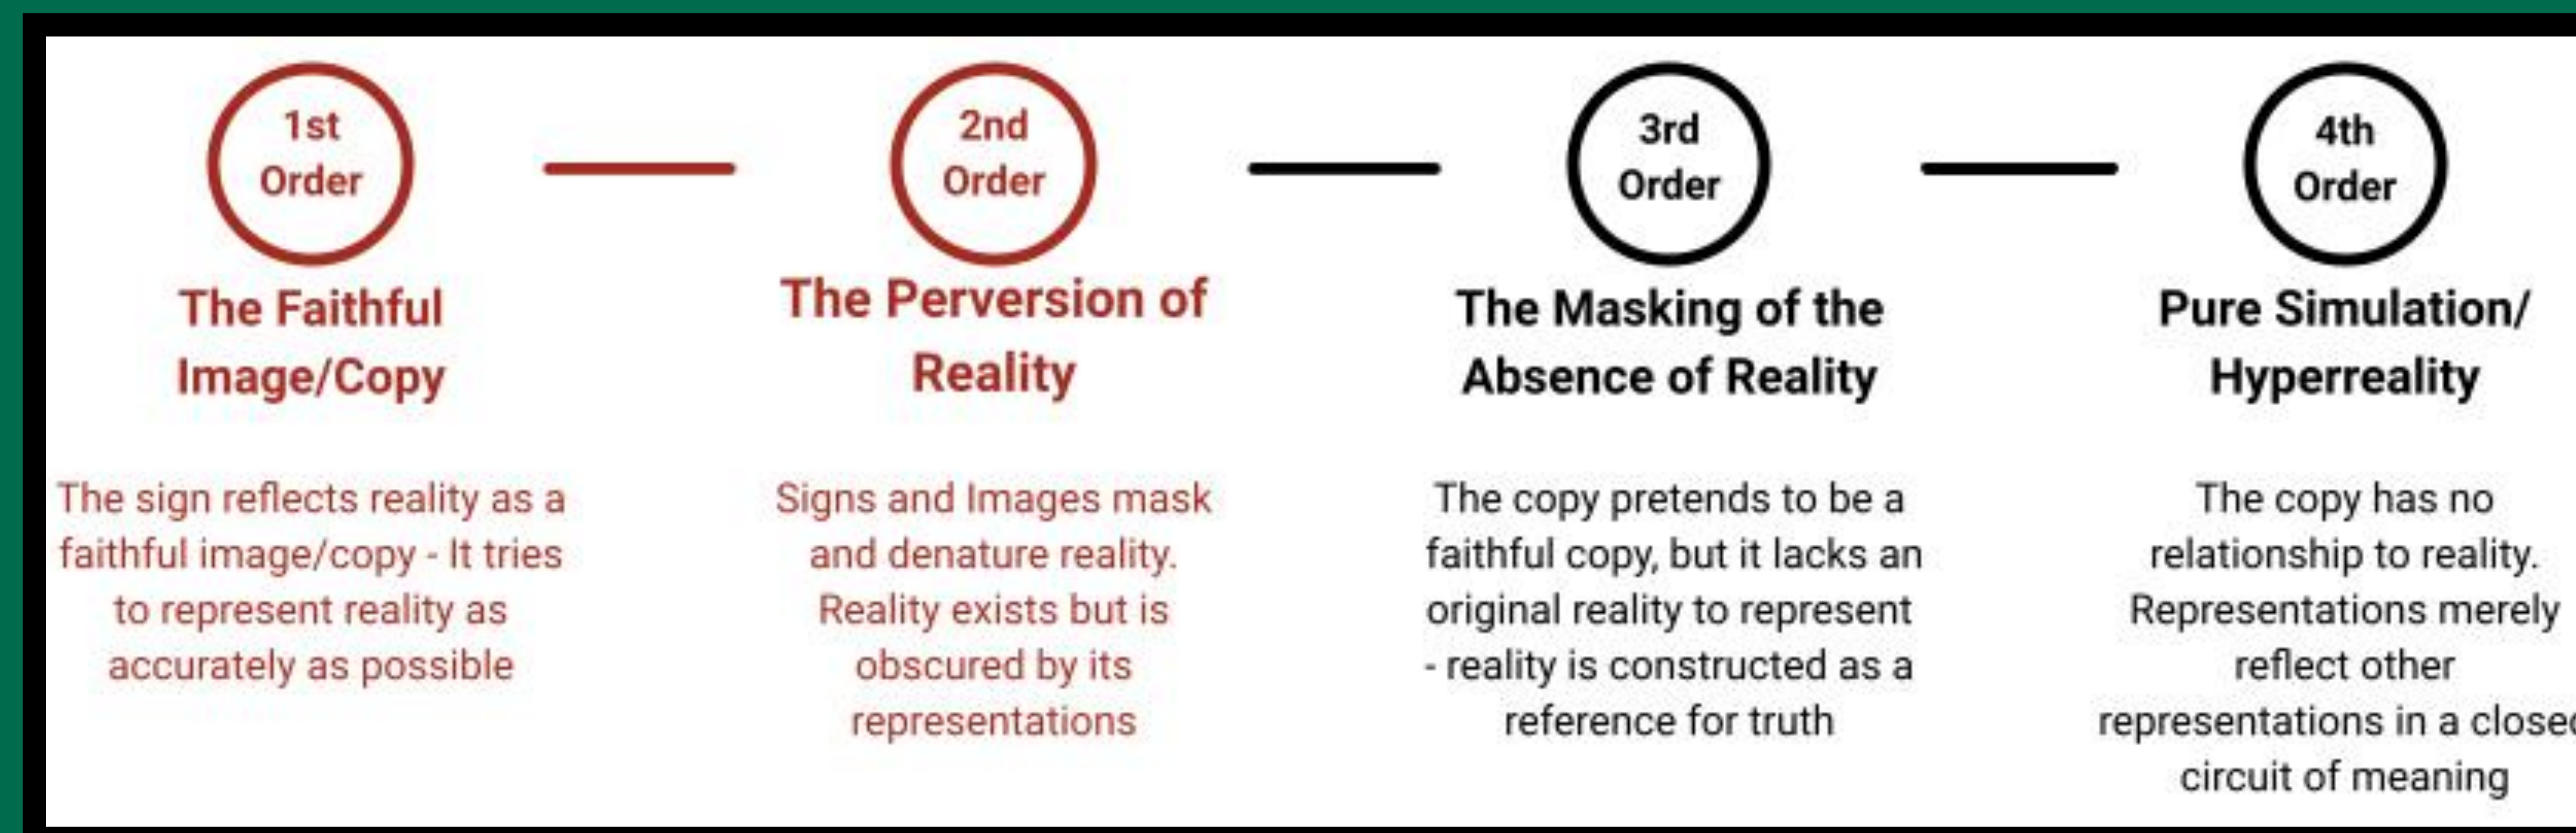 1st
Order
The Faithful
Image/Copy
The sign reflects reality as a
faithful image/copy - It tries
to represent reality as
accurately as possible
2nd
Order
The Perversion of
Reality
Signs and Images mask
and denature reality.
Reality exists but is
obscured by its
representations
3rd
Order
The Masking of the
Absence of Reality
The copy pretends to be a
faithful copy, but it lacks an
original reality to represent
- reality is constructed as a
reference for truth
4th
Order
Pure Simulation/
Hyperreality
The copy has no
relationship to reality.
Representations merely
reflect other
representations in a closed
circuit of meaning